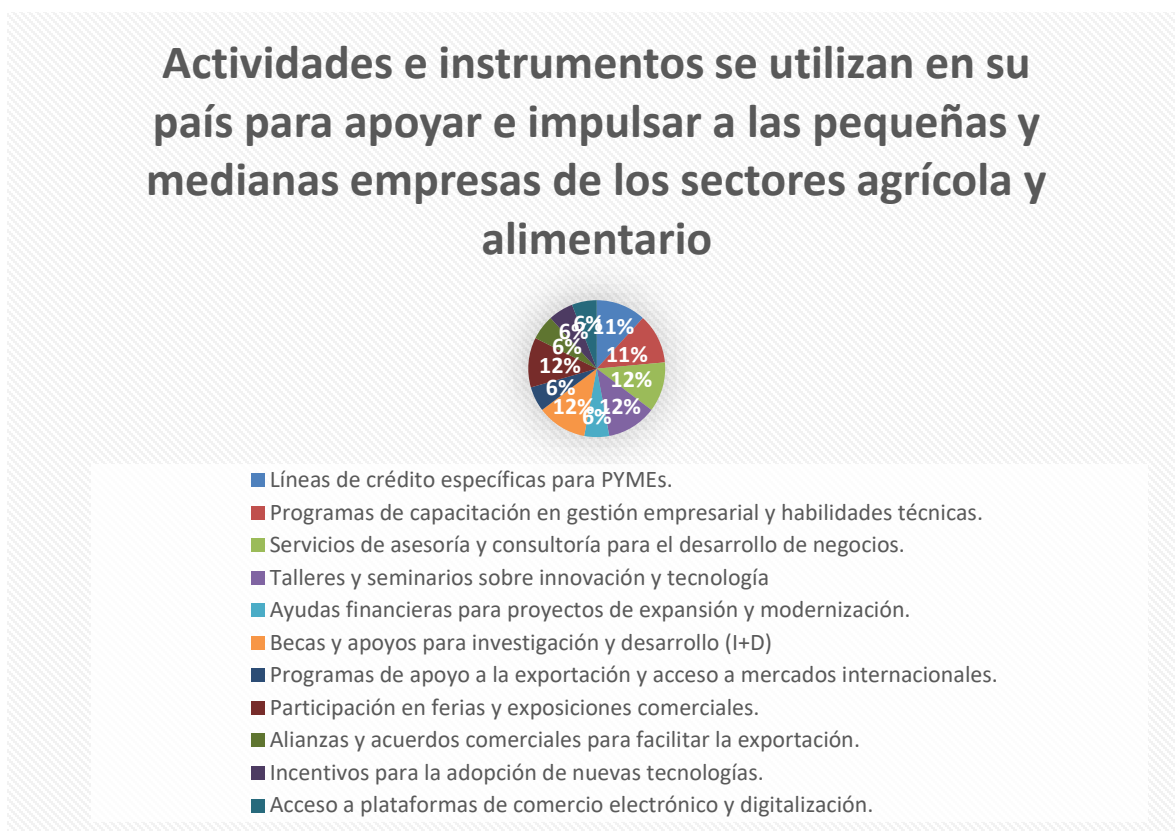 Actividades e instrumentos se utilizan en su
país para apoyar e impulsar a las pequeñas y
medianas empresas de los sectores agrícola y
alimentario
11%
11%
12%
12%
6%
12%
6%
12%
6%
6%
6%
Líneas de crédito específicas para PYMEs.
Programas de capacitación en gestión empresarial y habilidades técnicas.
Servicios de asesoría y consultoría para el desarrollo de negocios.
Talleres y seminarios sobre innovación y tecnología
Ayudas financieras para proyectos de expansión y modernización.
Becas y apoyos para investigación y desarrollo (I+D)
Programas de apoyo a la exportación y acceso a mercados internacionales.
Participación en ferias y exposiciones comerciales.
Alianzas y acuerdos comerciales para facilitar la exportación.
Incentivos para la adopción de nuevas tecnologías.
Acceso a plataformas de comercio electrónico y digitalización.